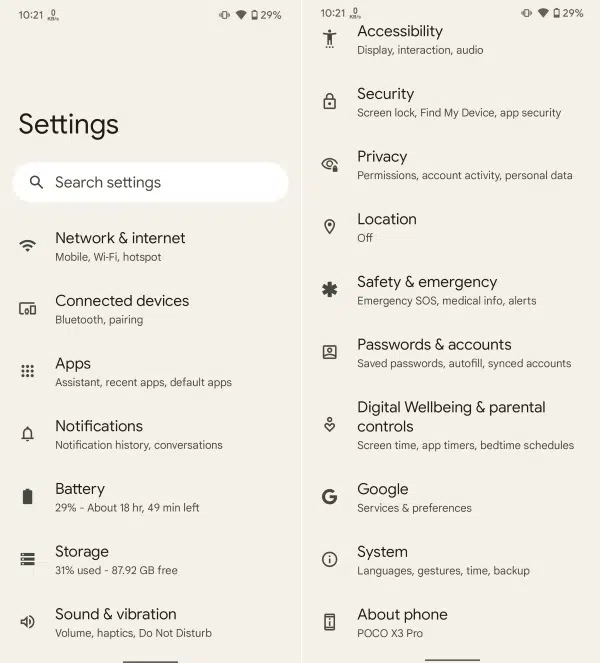 10:21 0 KB/s 29%
Settings
Search settings
Network & internet
Mobile, Wi-Fi, hotspot
Connected devices
Bluetooth, pairing
Apps
Assistant, recent apps, default apps
Notifications
Notification history, conversations
Battery
29% - About 18 hr, 49 min left
Storage
31% used - 87.92 GB free
Sound & vibration
Volume, haptics, Do Not Disturb
10:21 0 KB/s 29%
Accessibility
Display, interaction, audio
Security
Screen lock, Find My Device, app security
Privacy
Permissions, account activity, personal data
Location
Off
Safety & emergency
Emergency SOS, medical info, alerts
Passwords & accounts
Saved passwords, autofill, synced accounts
Digital Wellbeing & parental
controls
Screen time, app timers, bedtime schedules
Google
Services & preferences
System
Languages, gestures, time, backup
About phone
POCO X3 Pro